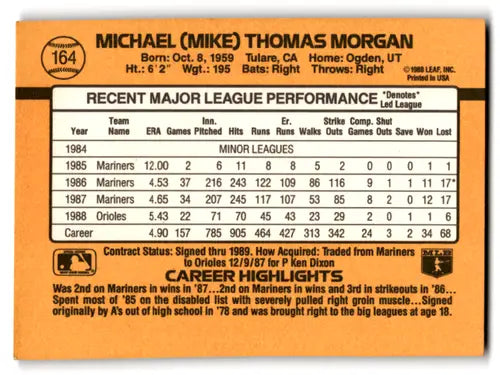 164
MICHAEL (MIKE) THOMAS MORGAN
Born: Oct. 8, 1959 Tulare, CA Home: Ogden, UT
Ht.: 6'2" Wgt.: 195 Bats: Right Throws: Right
©1988 LEAF, INC.
Printed in USA
RECENT MAJOR LEAGUE PERFORMANCE *Denotes Led League
Year Team Name ERA Games Inn. Pitched Hits Runs Er. Runs Walks Strike Outs Comp. Games Shut Outs Save Won Lost
1984 MINOR LEAGUES
1985 Mariners 12.00 2 6 11 8 8 5 2 0 0 0 1 1
1986 Mariners 4.53 37 216 243 122 109 86 116 9 1 1 11 17*
1987 Mariners 4.65 34 207 245 117 107 53 85 8 2 0 12 17
1988 Orioles 5.43 22 71 70 45 43 23 29 2 0 1 1 6
Career 4.90 157 785 905 464 427 313 342 29 4 2 34 68
Contract Status: Signed thru 1989. How Acquired: Traded from Mariners
to Orioles 12/9/87 for P Ken Dixon
CAREER HIGHLIGHTS
Was 2nd on Mariners in wins in '87...2nd on Mariners in wins and 3rd in strikeouts in '86...
Spent most of '85 on the disabled list with severely pulled right groin muscle...Signed
originally by A's out of high school in '78 and was brought right to the big leagues at age 18.